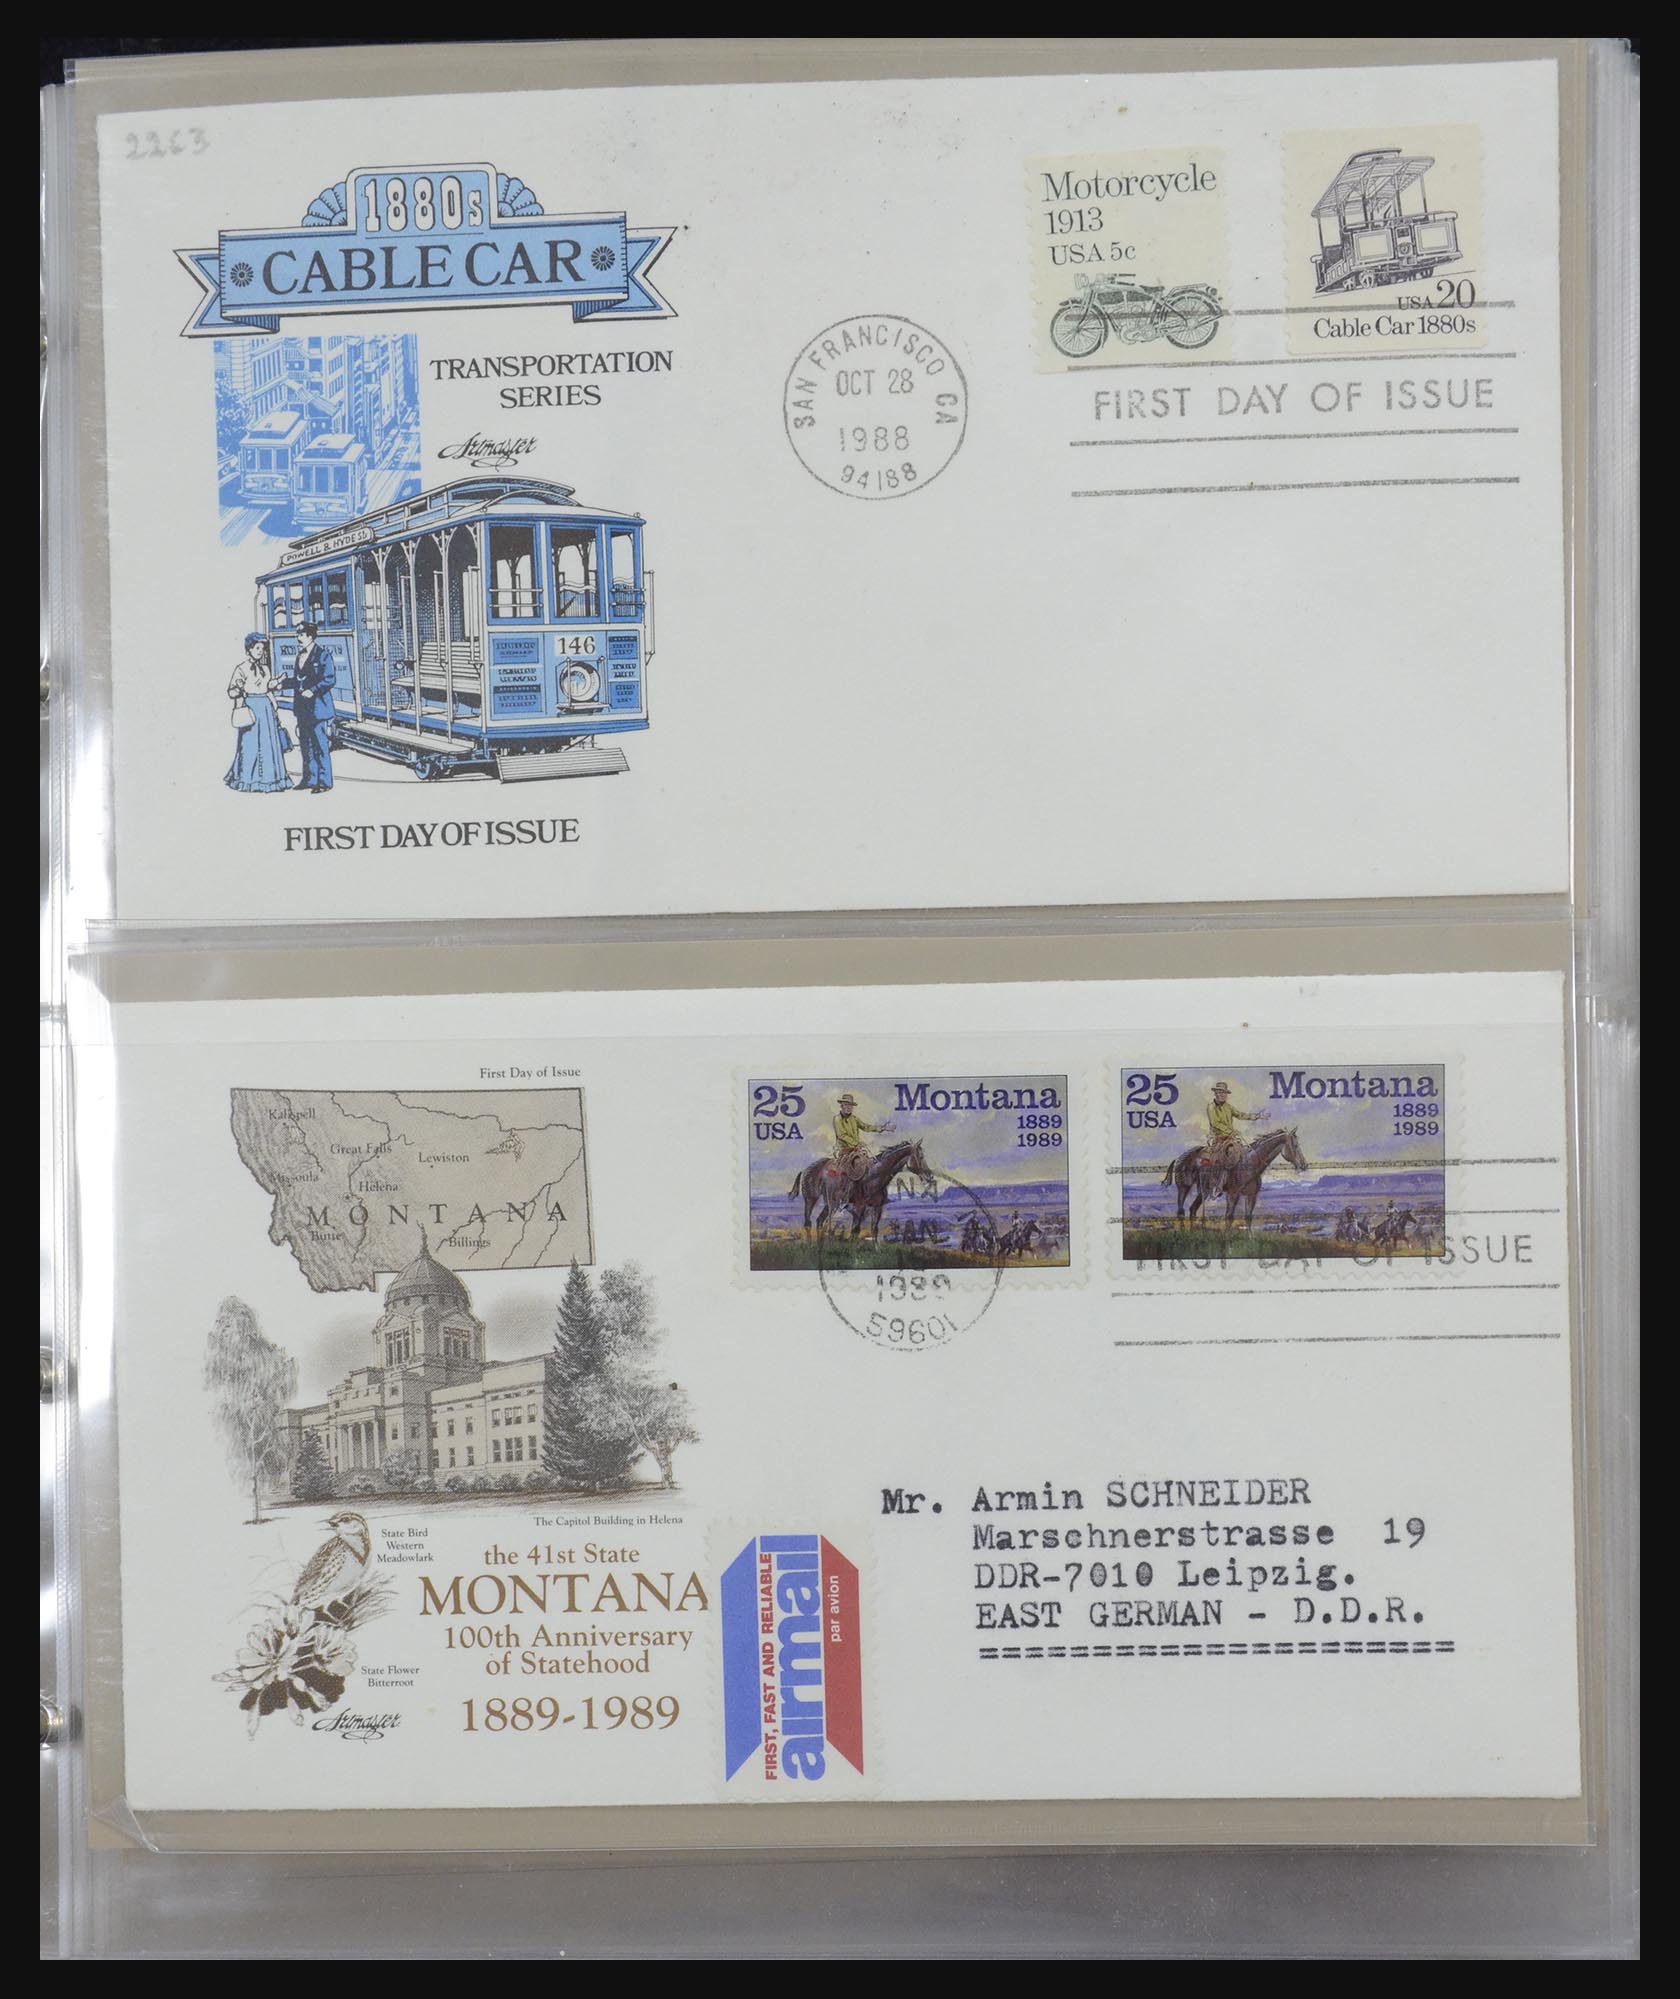 2263
1880s
CABLE CAR
TRANSPORTATION
SERIES
Artmaster
POWELL & HYDE ST.
146
FIRST DAY OF ISSUE
SAN FRANCISCO CA
OCT 28
1988
94188
Motorcycle
1913
USA 5c
USA 20
Cable Car 1880s
FIRST DAY OF ISSUE
First Day of Issue
Kalispell
Great Falls
Lewiston
Missoula
Helena
MONTANA
Butte
Billings
The Capitol Building in Helena
State Bird
Western
Meadowlark
the 41st State
MONTANA
100th Anniversary
of Statehood
1889-1989
State Flower
Bitterroot
Artmaster
25
USA
Montana
1889
1989
25
USA
Montana
1889
1989
NA
JAN
15
1989
59601
FIRST DAY OF ISSUE
FIRST, FAST AND RELIABLE
airmail
par avion
Mr. Armin SCHNEIDER
Marschnerstrasse 19
DDR-7010 Leipzig.
EAST GERMAN - D.D.R.
======================